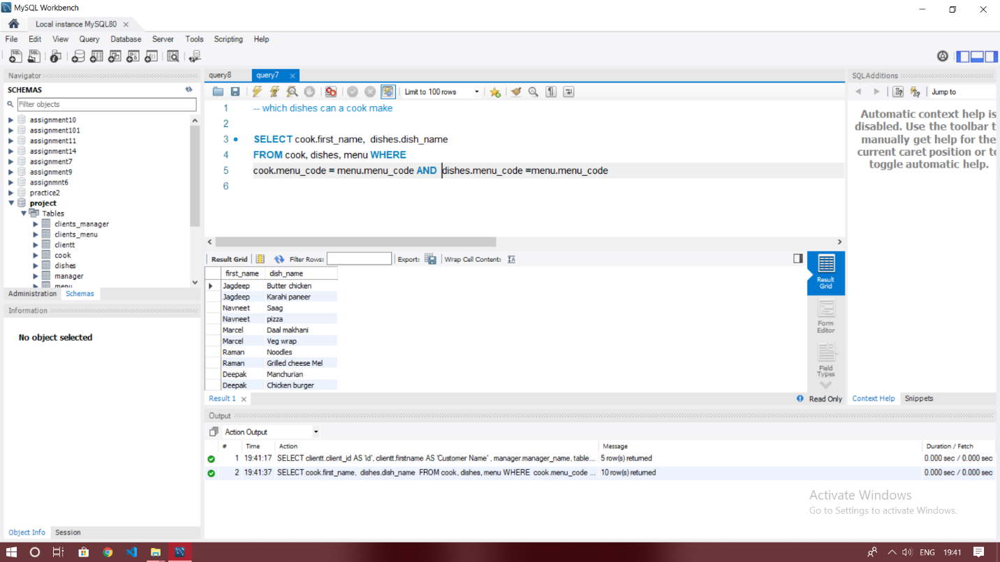 MySQL Workbench
Local instance MySQL80
File Edit View Query Database Server Tools Scripting Help
Navigator
SCHEMAS
Filter objects
assignment10
assignment101
assignment11
assignment14
assignment7
assignment9
assignmnt6
practice2
project
Tables
clients_manager
clients_menu
clientt
cook
dishes
manager
menu
Administration Schemas
Information
No object selected
Object Info Session
query8 query7
Limit to 100 rows
1 -- which dishes can a cook make
2
3 SELECT cook.first_name,  dishes.dish_name
4 FROM cook, dishes, menu WHERE
5 cook.menu_code = menu.menu_code AND  dishes.menu_code =menu.menu_code
6
Result Grid Filter Rows: Export: Wrap Cell Content:
first_name dish_name
Jagdeep Butter chicken
Jagdeep Karahi paneer
Navneet Saag
Navneet pizza
Marcel Daal makhani
Marcel Veg wrap
Raman Noodles
Raman Grilled cheese Mel
Deepak Manchurian
Deepak Chicken burger
Result Grid
Form Editor
Field Types
Result 1
Read Only
SQLAdditions
Jump to
Automatic context help is
disabled. Use the toolbar t
manually get help for the
current caret position or to
toggle automatic help.
Context Help Snippets
Output
Action Output
# Time Action Message Duration / Fetch
1 19:41:17 SELECT clientt.client_id AS 'id', clientt.firstname AS 'Customer Name' , manager.manager_name, table... 5 row(s) returned 0.000 sec / 0.000 sec
2 19:41:37 SELECT cook.first_name,  dishes.dish_name  FROM cook, dishes, menu WHERE  cook.menu_code ... 10 row(s) returned 0.000 sec / 0.000 sec
Activate Windows
Go to Settings to activate Windows.
ENG 19:41